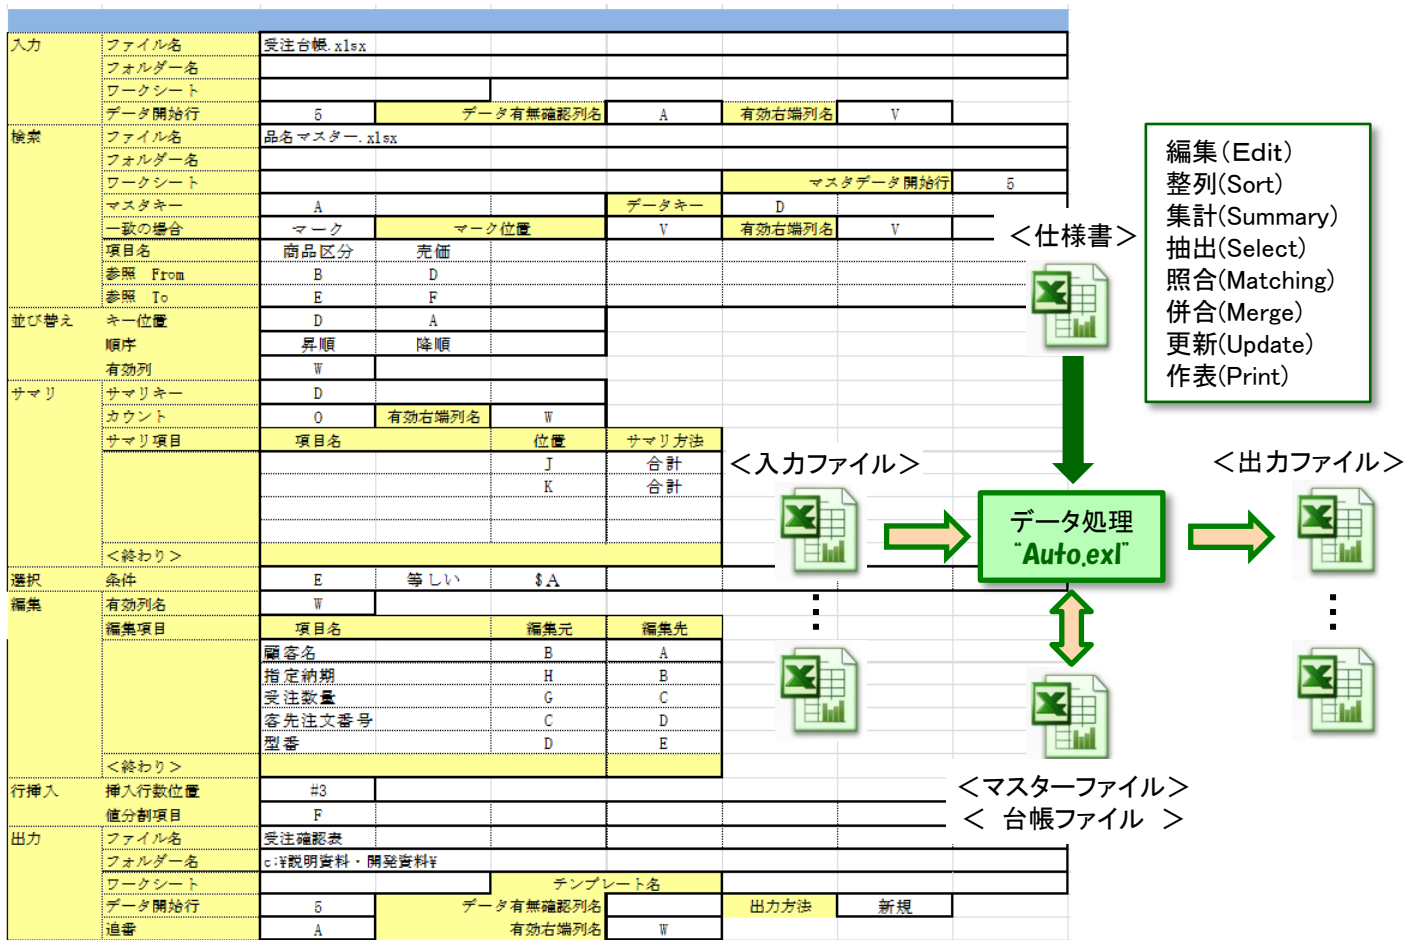 入力 ファイル名 受注台帳.xlsx
フォルダー名
ワークシート
データ開始行 5 データ有無確認列名 A 有効右端列名 V
検索 ファイル名 品名マスター.xlsx
フォルダー名
ワークシート マスタデータ開始行 5
マスタキー A データキー D
一致の場合 マーク マーク位置 V 有効右端列名 V
項目名 商品区分 売価
参照 From B D
参照 To E F
並び替え キー位置 D A
順序 昇順 降順
有効列 W
サマリ サマリキー D
カウント O 有効右端列名 W
サマリ項目 項目名 位置 サマリ方法
J 合計
K 合計
<終わり>
選択 条件 E 等しい $A
編集 有効列名 W
編集項目 項目名 編集元 編集先
顧客名 B A
指定納期 H B
受注数量 G C
客先注文番号 C D
型番 D E
<終わり>
行挿入 挿入行数位置 #3
値分割項目 F
出力 ファイル名 受注確認表
フォルダー名 c:¥説明資料・開発資料¥
ワークシート テンプレート名
データ開始行 5 データ有無確認列名 出力方法 新規
追番 A 有効右端列名 W
編集(Edit)
整列(Sort)
集計(Summary)
抽出(Select)
照合(Matching)
併合(Merge)
更新(Update)
作表(Print)
＜仕様書＞
＜入力ファイル＞
＜出力ファイル＞
データ処理
“Auto.exl”
＜マスターファイル＞
＜ 台帳ファイル ＞